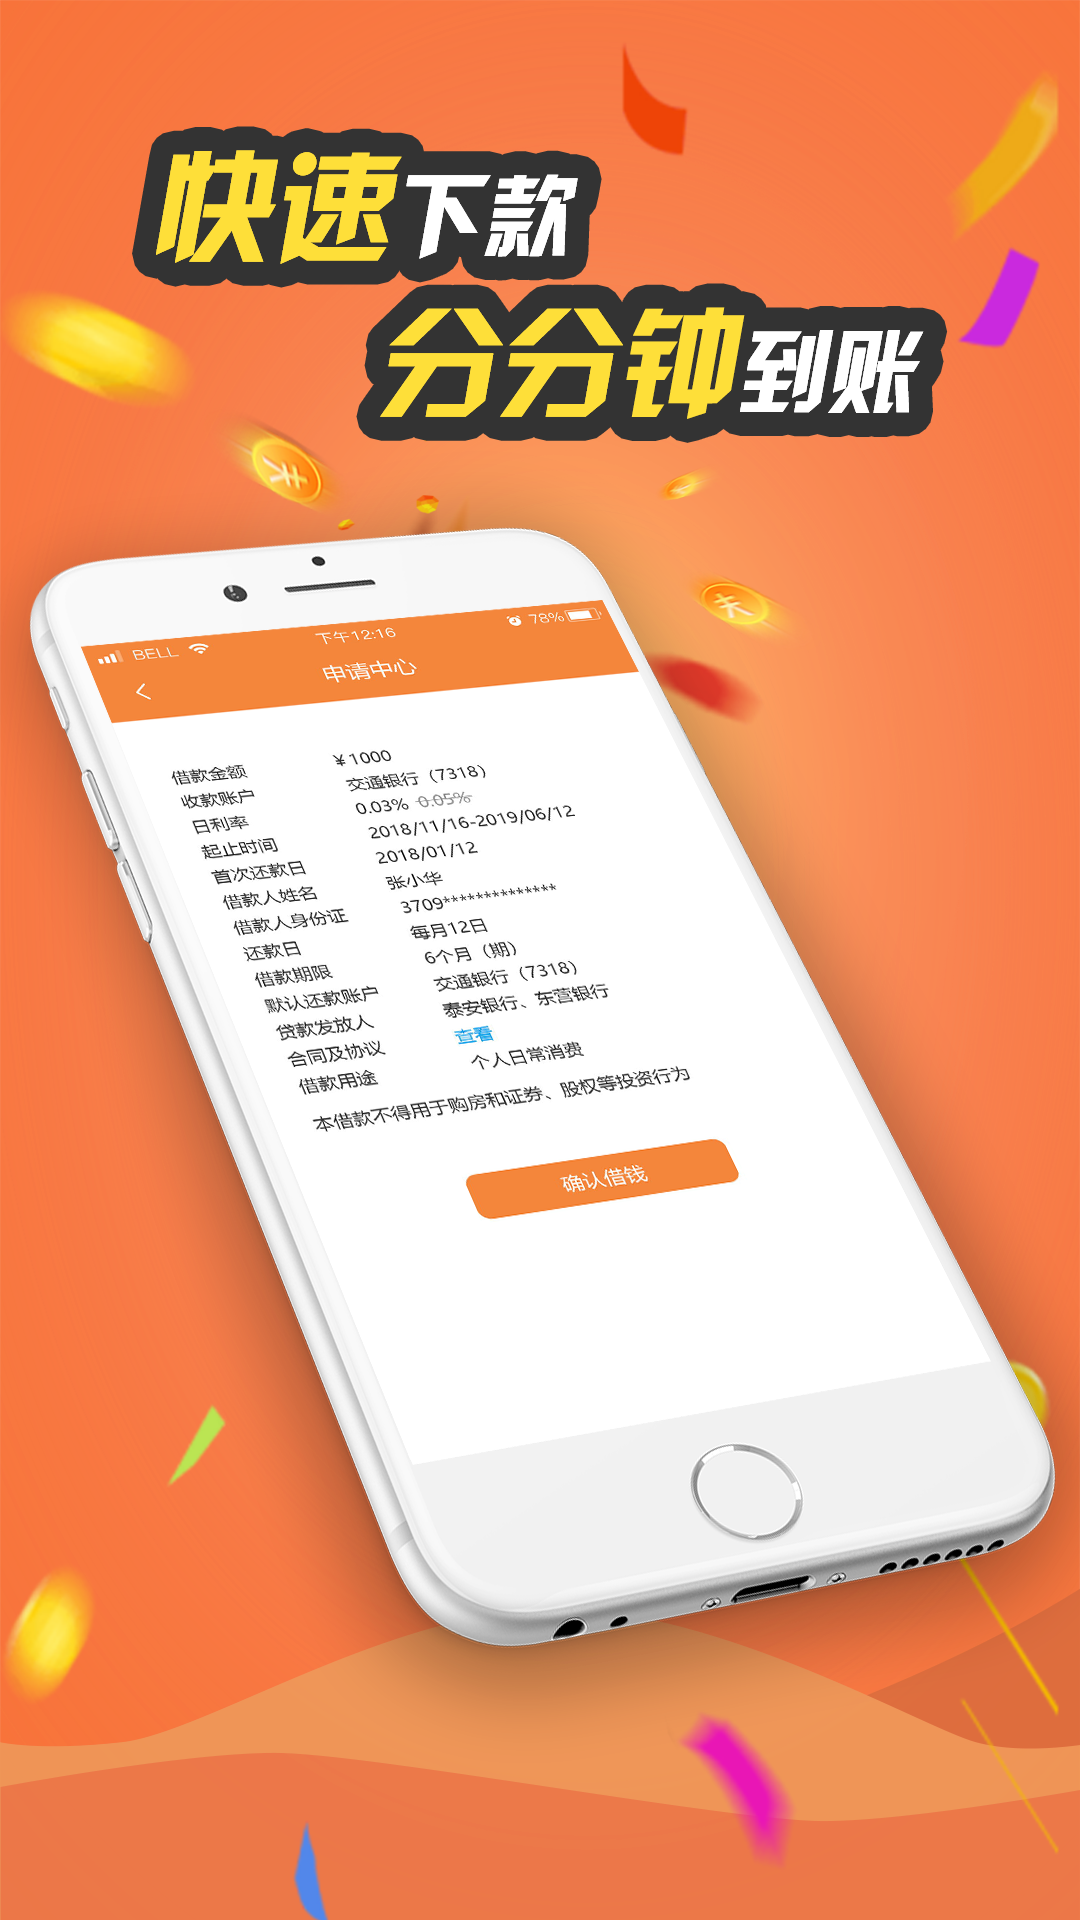 快速下款
分分钟到账
BELL 下午12:16 78%
申请中心
借款金额 ¥1000
收款账户 交通银行（7318）
日利率 0.03% 0.05%
起止时间 2018/11/16-2019/06/12
首次还款日 2018/01/12
借款人姓名 张小华
借款人身份证 3709**************
还款日 每月12日
借款期限 6个月（期）
默认还款账户 交通银行（7318）
贷款发放人 泰安银行、东营银行
合同及协议 查看
借款用途 个人日常消费
本借款不得用于购房和证券、股权等投资行为
确认借钱